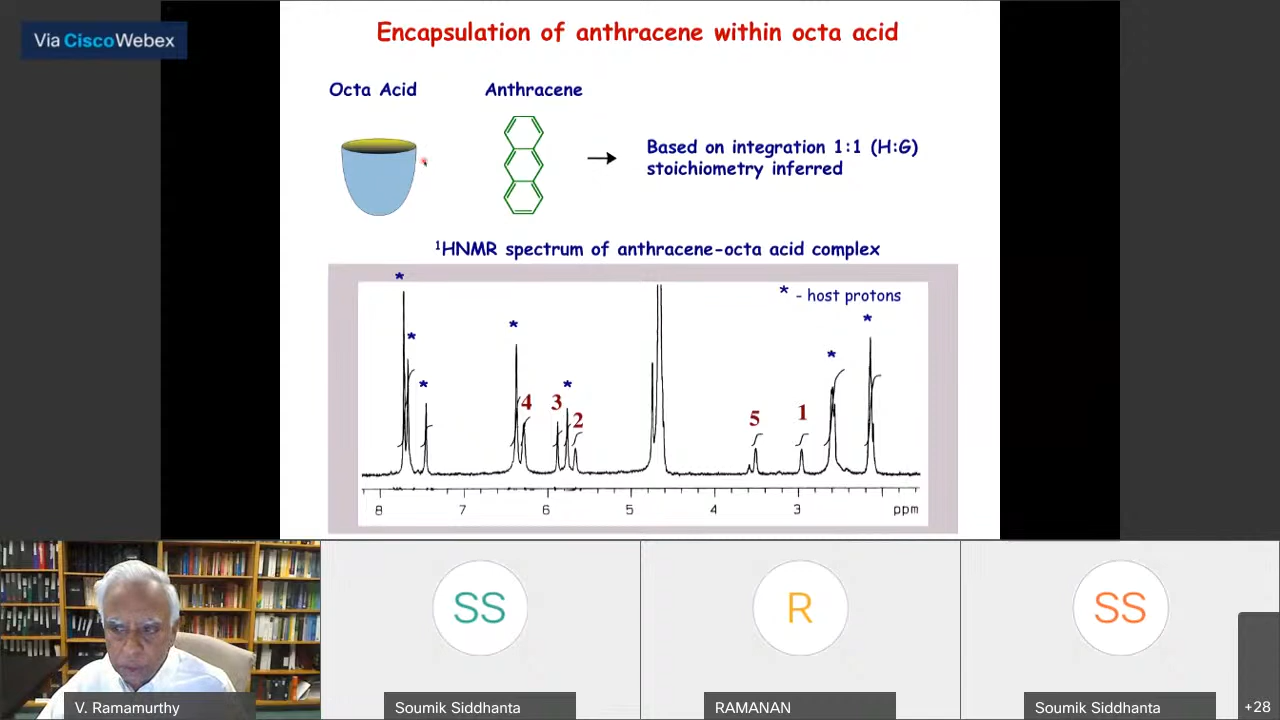 Via CiscoWebex
Encapsulation of anthracene within octa acid
Octa Acid
Anthracene
Based on integration 1:1 (H:G)
stoichiometry inferred
¹HNMR spectrum of anthracene-octa acid complex
* - host protons
*
*
*
*
*
*
*
4
3
2
5
1
8 7 6 5 4 3 ppm
SS
R
SS
V. Ramamurthy
Soumik Siddhanta
RAMANAN
Soumik Siddhanta
+28